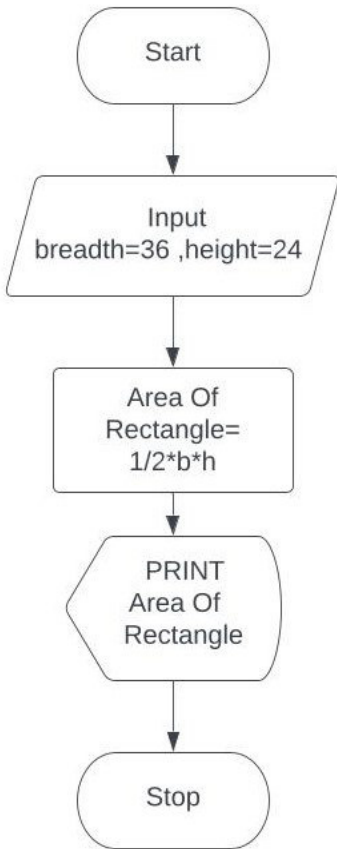 Start
Input
breadth=36 ,height=24
Area Of
Rectangle=
1/2*b*h
PRINT
Area Of
Rectangle
Stop